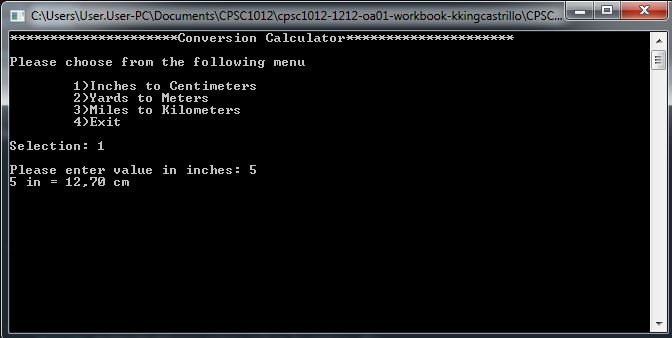 C:\Users\User.User-PC\Documents\CPSC1012\cpsc1012-1212-oa01-workbook-kkingcastrillo\CPSC...
*********************Conversion Calculator*********************
Please choose from the following menu
1)Inches to Centimeters
2)Yards to Meters
3)Miles to Kilometers
4)Exit
Selection: 1
Please enter value in inches: 5
5 in = 12,70 cm